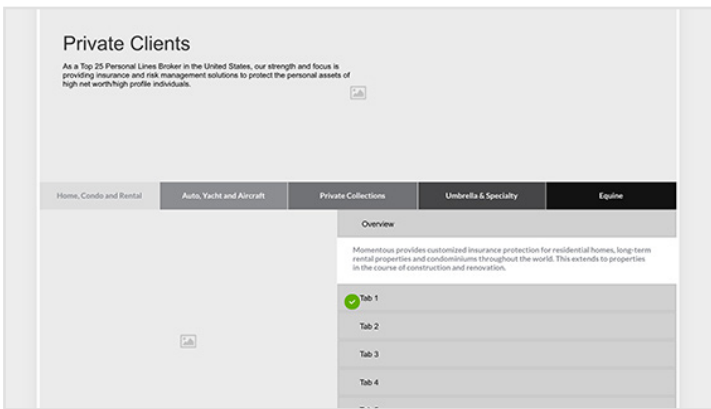 Private Clients
As a Top 25 Personal Lines Broker in the United States, our strength and focus is
providing insurance and risk management solutions to protect the personal assets of
high net worth/high profile individuals.
Home, Condo and Rental
Auto, Yacht and Aircraft
Private Collections
Umbrella & Specialty
Equine
Overview
Momentous provides customized insurance protection for residential homes, long-term
rental properties and condominiums throughout the world. This extends to properties
in the course of construction and renovation.
Tab 1
Tab 2
Tab 3
Tab 4